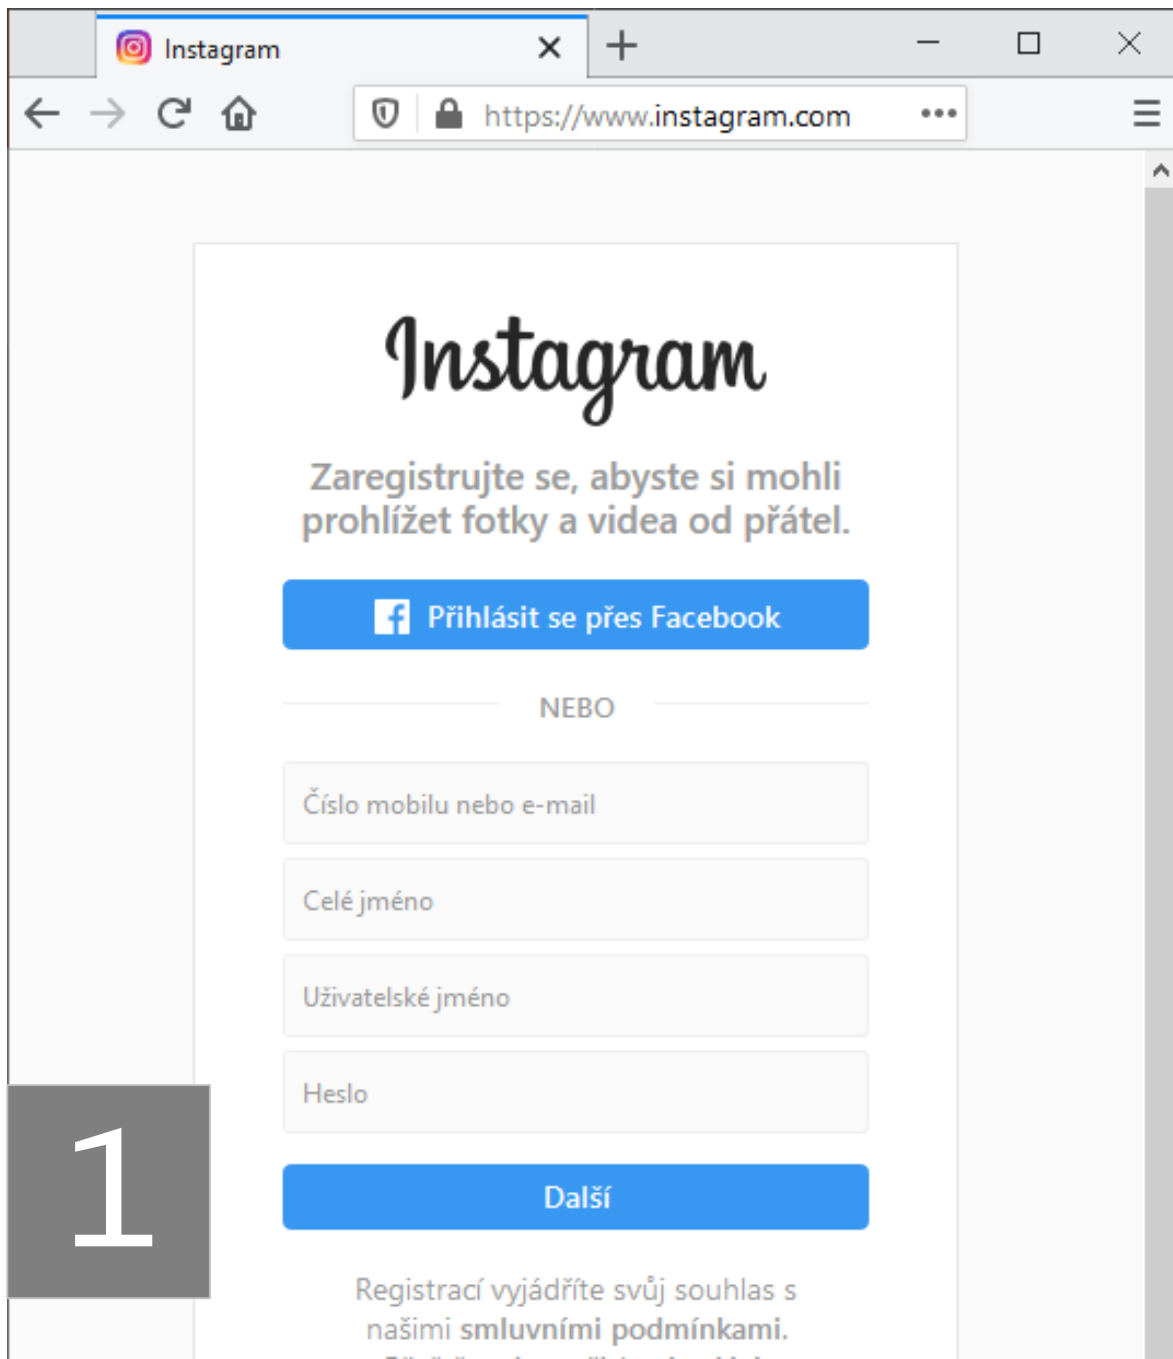 Instagram
https://www.instagram.com
Instagram
Zaregistrujte se, abyste si mohli
prohlížet fotky a videa od přátel.
Přihlásit se přes Facebook
NEBO
Číslo mobilu nebo e-mail
Celé jméno
Uživatelské jméno
Heslo
1
Další
Registrací vyjádříte svůj souhlas s
našimi smluvními podmínkami.